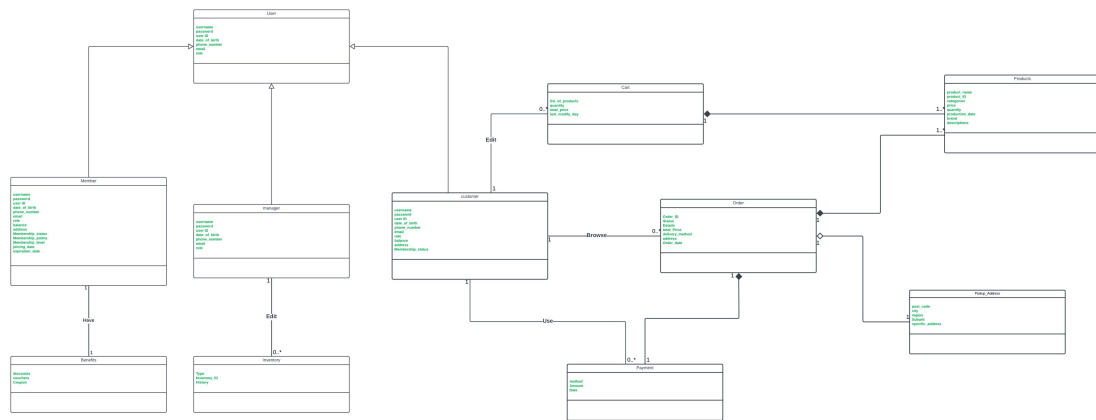 User
username
password
user ID
date_of_birth
phone_number
email
role
Products
product_name
product_ID
categories
price
quantity
production_date
brand
descriptions
Cart
list_of_products
quantity
total_price
last_modify_day
0..*
1
1..*
1..*
Edit
1
Member
username
password
user ID
date_of_birth
phone_number
email
role
balance
address
Membership_status
Membership_points
Membership_level
joining_date
expiration_date
1
manager
username
password
user ID
date_of_birth
phone_number
email
role
1
customer
username
password
user ID
date_of_birth
phone_number
email
role
balance
address
Membership_status
1
1
Browse
0..*
Order
Order_ID
Status
Details
total_Price
delivery_method
address
Order_date
1
1
1
Pickup_Address
post_code
city
region
Suburb
specific_address
1
Have
Edit
Use
1
0..*
0..*
1
Benefits
discounts
vouchers
Coupon
Inventory
Type
Inventory_ID
History
Payment
method
Amount
Date